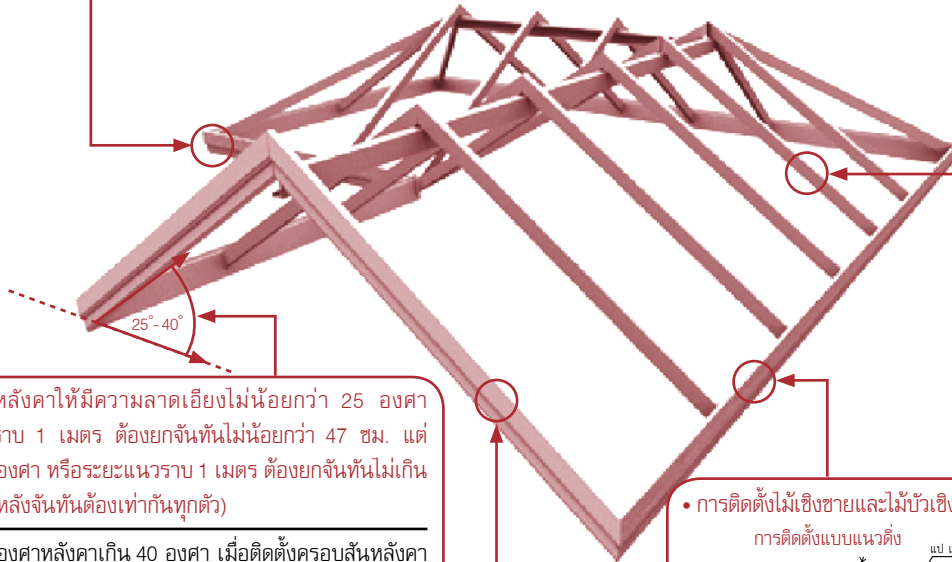 25°-40°
หลังคาให้มีความลาดเอียงไม่น้อยกว่า 25 องศา
ราบ 1 เมตร ต้องยกจันทันไม่น้อยกว่า 47 ซม. แต่
องศา หรือระยะแนวราบ 1 เมตร ต้องยกจันทันไม่เกิน
หลังจันทันต้องเท่ากันทุกตัว)
องศาหลังคาเกิน 40 องศา เมื่อติดตั้งครอบสันหลังคา
• การติดตั้งไม้เชิงชายและไม้บัวเชิง
การติดตั้งแบบแนวดิ่ง
แป